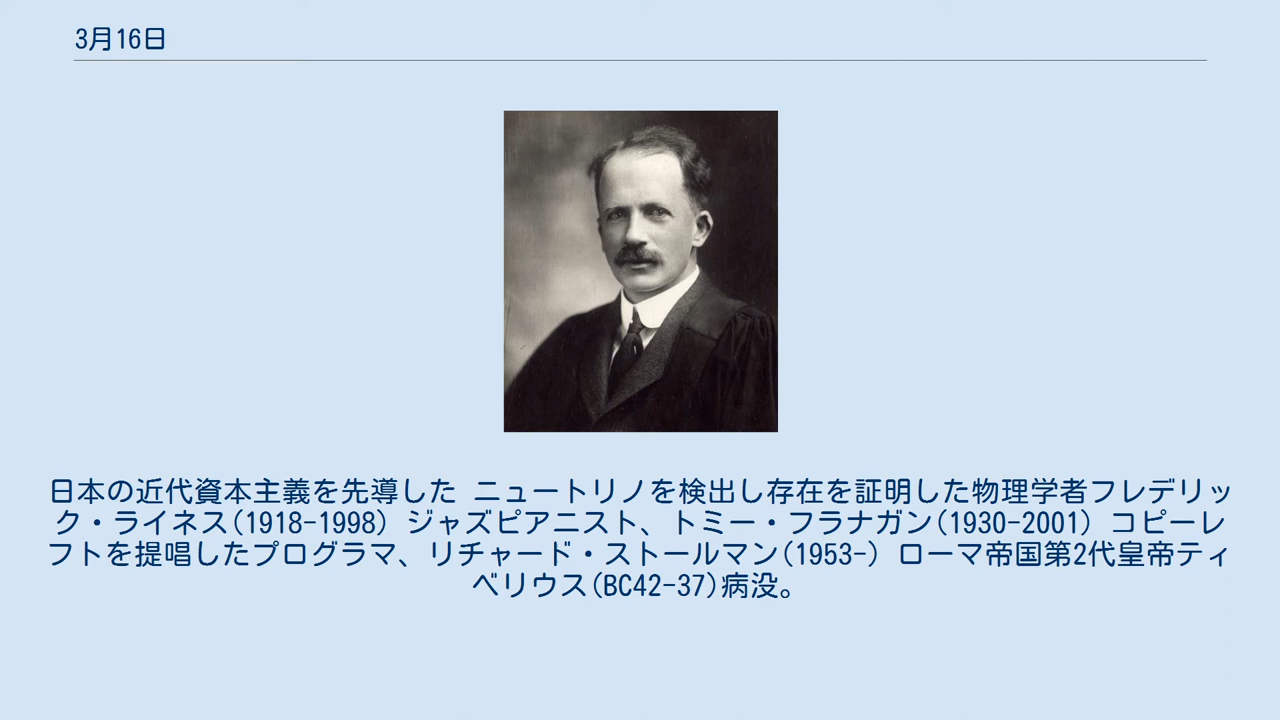 3月16日
日本の近代資本主義を先導した ニュートリノを検出し存在を証明した物理学者フレデリッ
ク・ライネス(1918-1998) ジャズピアニスト、トミー・フラナガン(1930-2001) コピーレ
フトを提唱したプログラマ、リチャード・ストールマン(1953-) ローマ帝国第2代皇帝ティ
ベリウス(BC42-37)病没。